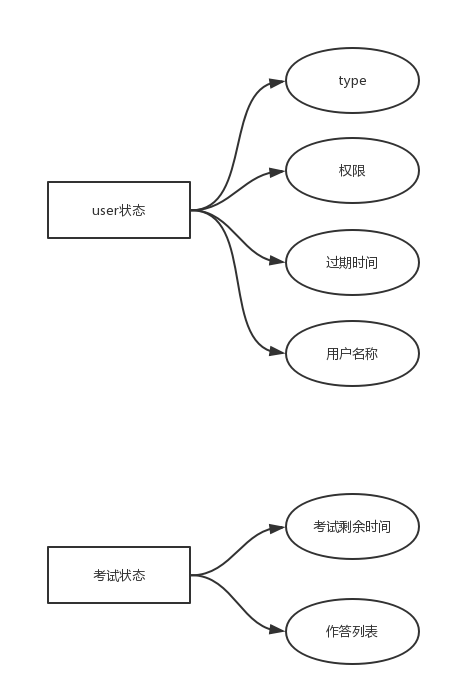 type
权限
user状态
过期时间
用户名称
考试剩余时间
考试状态
作答列表